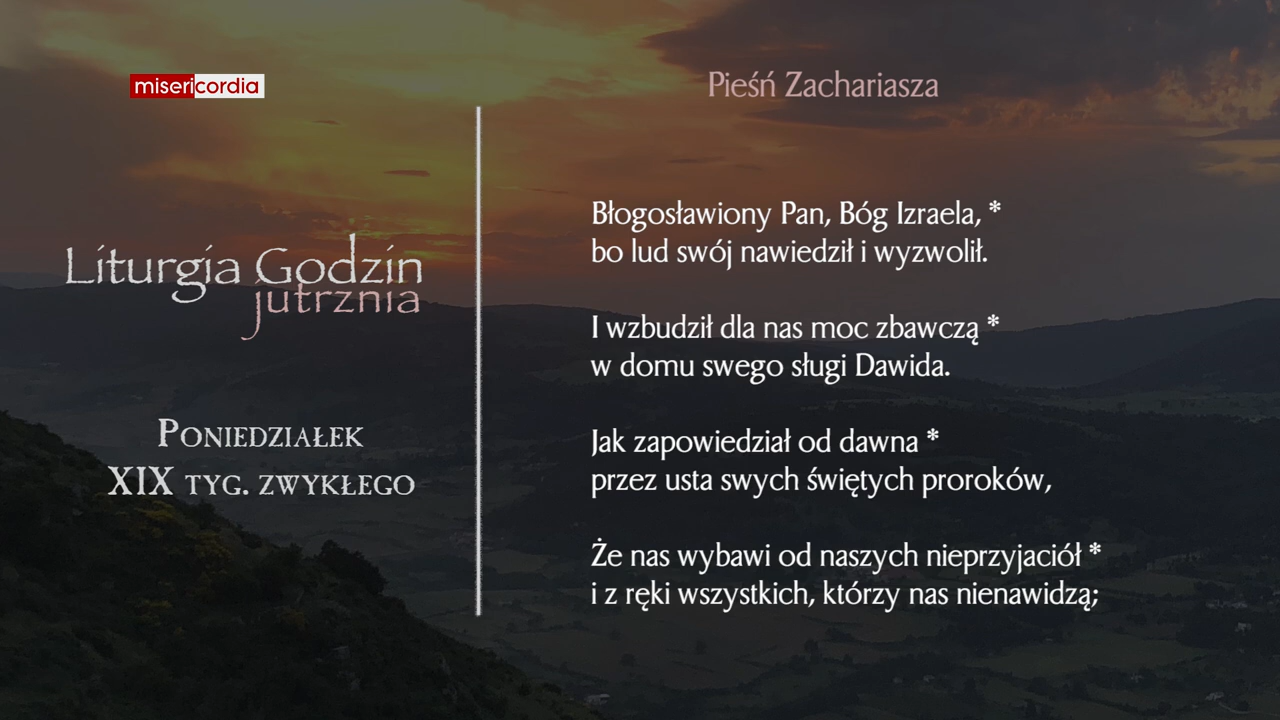 misericordia
Liturgia Godzin
jutrznia
Poniedziałek
XIX tyg. zwykłego
Pieśń Zachariasza
Błogosławiony Pan, Bóg Izraela, *
bo lud swój nawiedził i wyzwolił.
I wzbudził dla nas moc zbawczą *
w domu swego sługi Dawida.
Jak zapowiedział od dawna *
przez usta swych świętych proroków,
Że nas wybawi od naszych nieprzyjaciół *
i z ręki wszystkich, którzy nas nienawidzą;